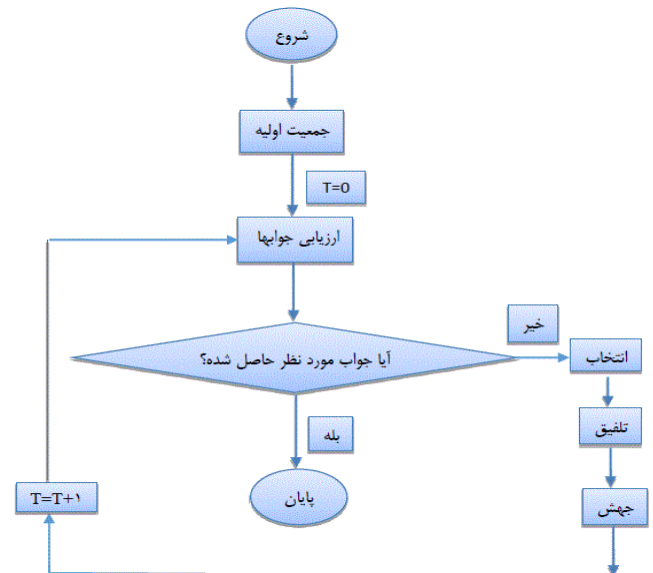 شروع
جمعیت اولیه
T=0
ارزیابی جوابها
آیا جواب مورد نظر حاصل شده؟
خیر
انتخاب
بله
تلفیق
پایان
جهش
T=T+۱